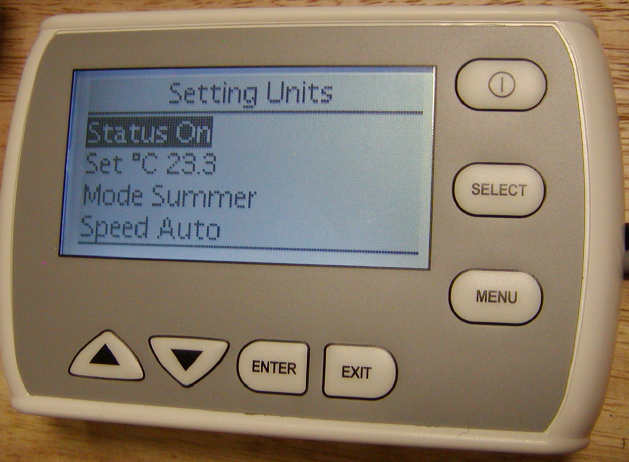 Setting Units
Status On
Set °C 23.3
Mode Summer
Speed Auto
SELECT
MENU
ENTER
EXIT